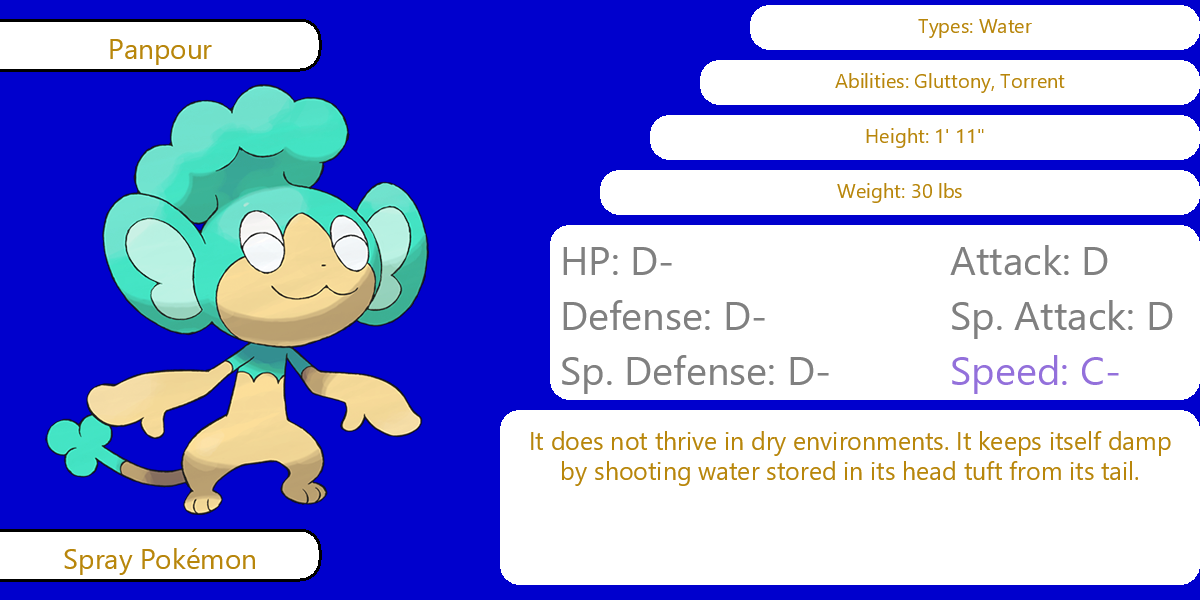 Panpour
Types: Water
Abilities: Gluttony, Torrent
Height: 1' 11"
Weight: 30 lbs
HP: D-
Attack: D
Defense: D-
Sp. Attack: D
Sp. Defense: D-
Speed: C-
It does not thrive in dry environments. It keeps itself damp
by shooting water stored in its head tuft from its tail.
Spray Pokémon